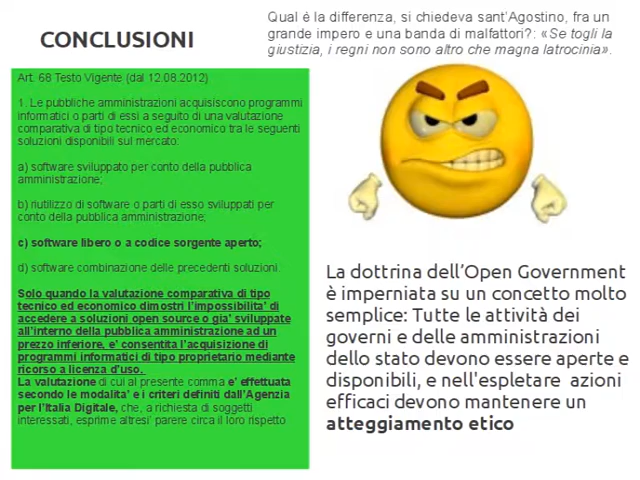 CONCLUSIONI
Qual é la differenza, si chiedeva sant'Agostino, fra un
grande impero e una banda di malfattori?: «Se togli la
giustizia, i regni non sono altro che magna latrocinia».
Art. 68 Testo Vigente (dal 12.08.2012)
1. Le pubbliche amministrazioni acquisiscono programmi
informatici o parti di essi a seguito di una valutazione
comparativa di tipo tecnico ed economico tra le seguenti
soluzioni disponibili sul mercato:
a) software sviluppato per conto della pubblica
amministrazione;
b) riutilizzo di software o parti di esso sviluppati per
conto della pubblica amministrazione;
c) software libero o a codice sorgente aperto;
d) software combinazione delle precedenti soluzioni.
Solo quando la valutazione comparativa di tipo
tecnico ed economico dimostri l'impossibilita' di
accedere a soluzioni open source o gia' sviluppate
all'interno della pubblica amministrazione ad un
prezzo inferiore, e' consentita l'acquisizione di
programmi informatici di tipo proprietario mediante
ricorso a licenza d'uso.
La valutazione di cui al presente comma e' effettuata
secondo le modalita' e i criteri definiti dall'Agenzia
per l'Italia Digitale, che, a richiesta di soggetti
interessati, esprime altresi' parere circa il loro rispetto
La dottrina dell'Open Government
è imperniata su un concetto molto
semplice: Tutte le attività dei
governi e delle amministrazioni
dello stato devono essere aperte e
disponibili, e nell'espletare azioni
efficaci devono mantenere un
atteggiamento etico